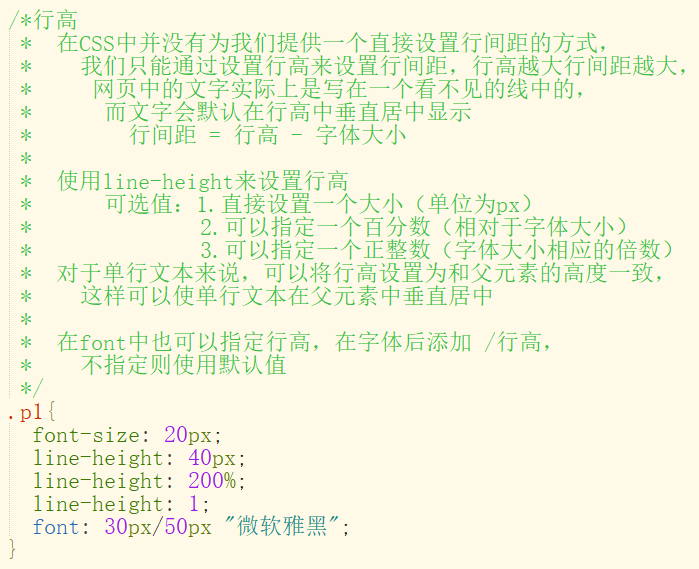 /*行高
 *  在CSS中并没有为我们提供一个直接设置行间距的方式，
 *    我们只能通过设置行高来设置行间距，行高越大行间距越大，
 *     网页中的文字实际上是写在一个看不见的线中的，
 *      而文字会默认在行高中垂直居中显示
 *        行间距 = 行高 - 字体大小
 *
 *  使用line-height来设置行高
 *      可选值：1.直接设置一个大小（单位为px）
 *              2.可以指定一个百分数（相对于字体大小）
 *              3.可以指定一个正整数（字体大小相应的倍数）
 *  对于单行文本来说，可以将行高设置为和父元素的高度一致，
 *    这样可以使单行文本在父元素中垂直居中
 *
 *  在font中也可以指定行高，在字体后添加 /行高，
 *    不指定则使用默认值
 */
.p1{
  font-size: 20px;
  line-height: 40px;
  line-height: 200%;
  line-height: 1;
  font: 30px/50px "微软雅黑";
}